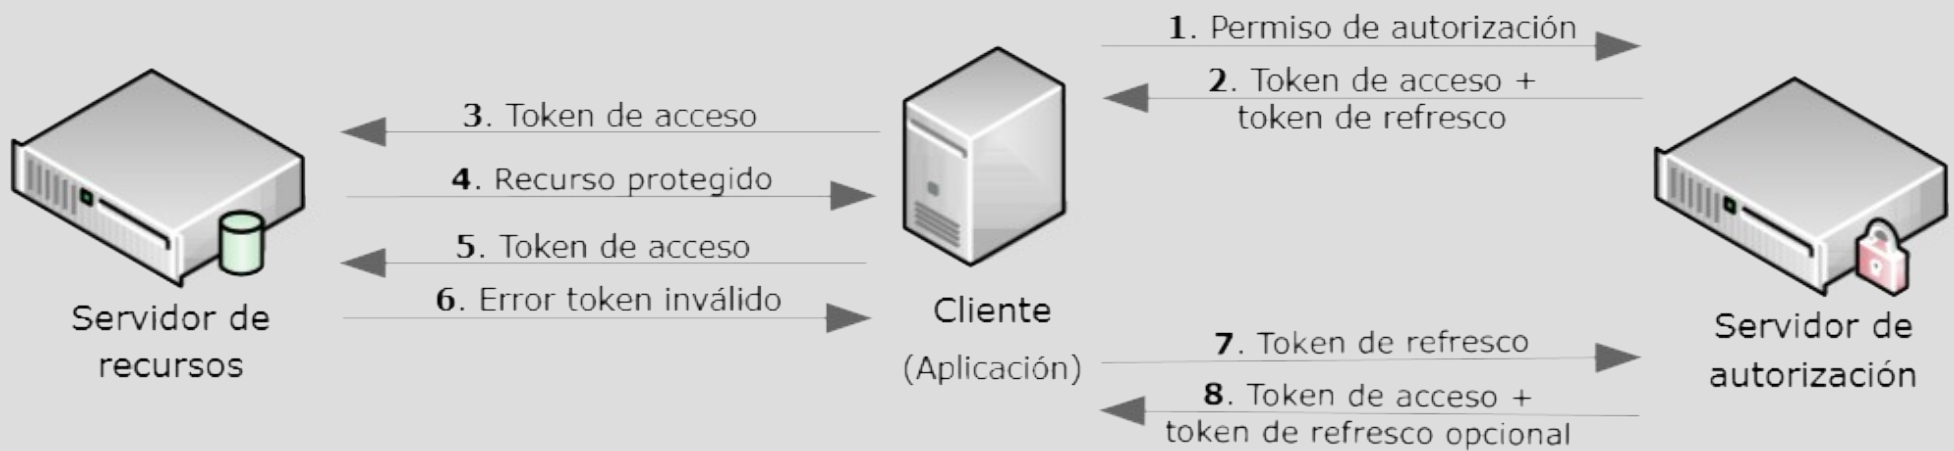 1. Permiso de autorización
2. Token de acceso +
token de refresco
3. Token de acceso
4. Recurso protegido
5. Token de acceso
6. Error token inválido
Servidor de
recursos
Cliente
(Aplicación)
7. Token de refresco
8. Token de acceso +
token de refresco opcional
Servidor de
autorización